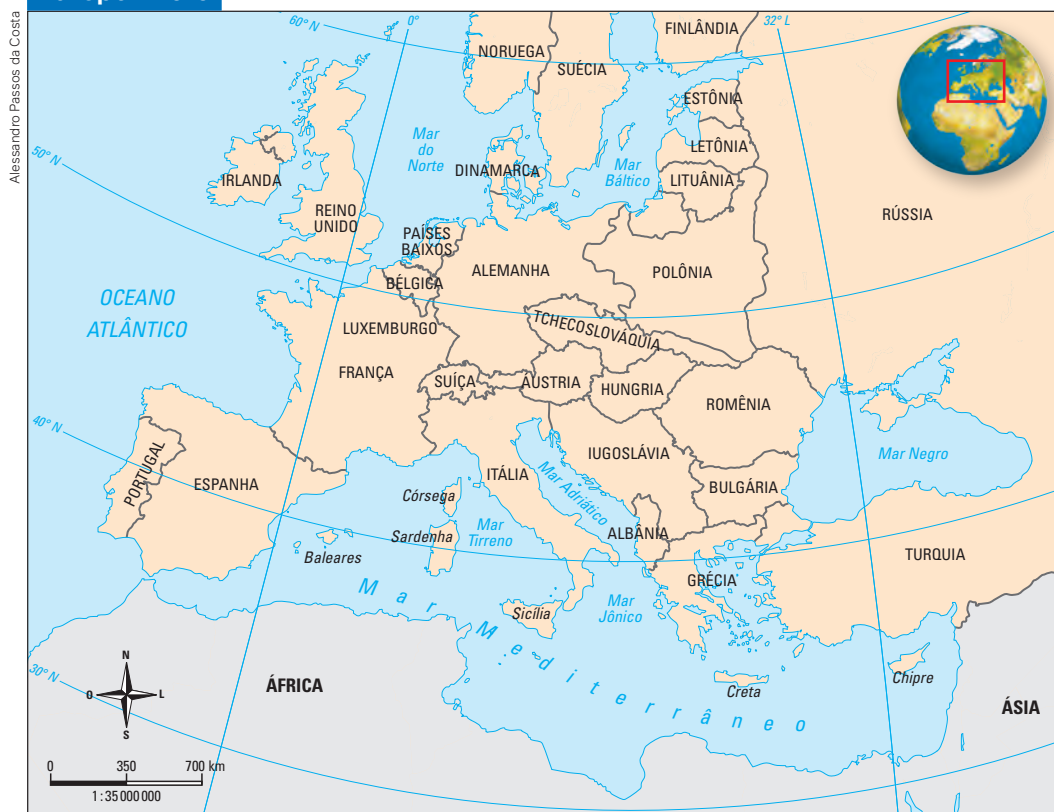 Alessandro Passos da Costa
60° N
0°
32° L
NORUEGA
SUÉCIA
FINLÂNDIA
ESTÔNIA
LETÔNIA
LITUÂNIA
RÚSSIA
50° N
Mar
do
Norte
DINAMARCA
Mar
Báltico
IRLANDA
REINO
UNIDO
PAÍSES
BAIXOS
ALEMANHA
POLÔNIA
BÉLGICA
OCEANO
ATLÂNTICO
LUXEMBURGO
TCHECOSLOVÁQUIA
FRANÇA
SUÍÇA
ÁUSTRIA
HUNGRIA
ROMÊNIA
40° N
PORTUGAL
ESPANHA
ITÁLIA
Mar Adriático
IUGOSLÁVIA
BULGÁRIA
Mar Negro
Córsega
Sardenha
Mar
Tirreno
Baleares
ALBÂNIA
GRÉCIA
TURQUIA
Mar Mediterrâneo
Sicília
Mar
Jônico
Creta
Chipre
30° N
N
O
L
S
ÁFRICA
ÁSIA
0 350 700 km
1 : 35 000 000